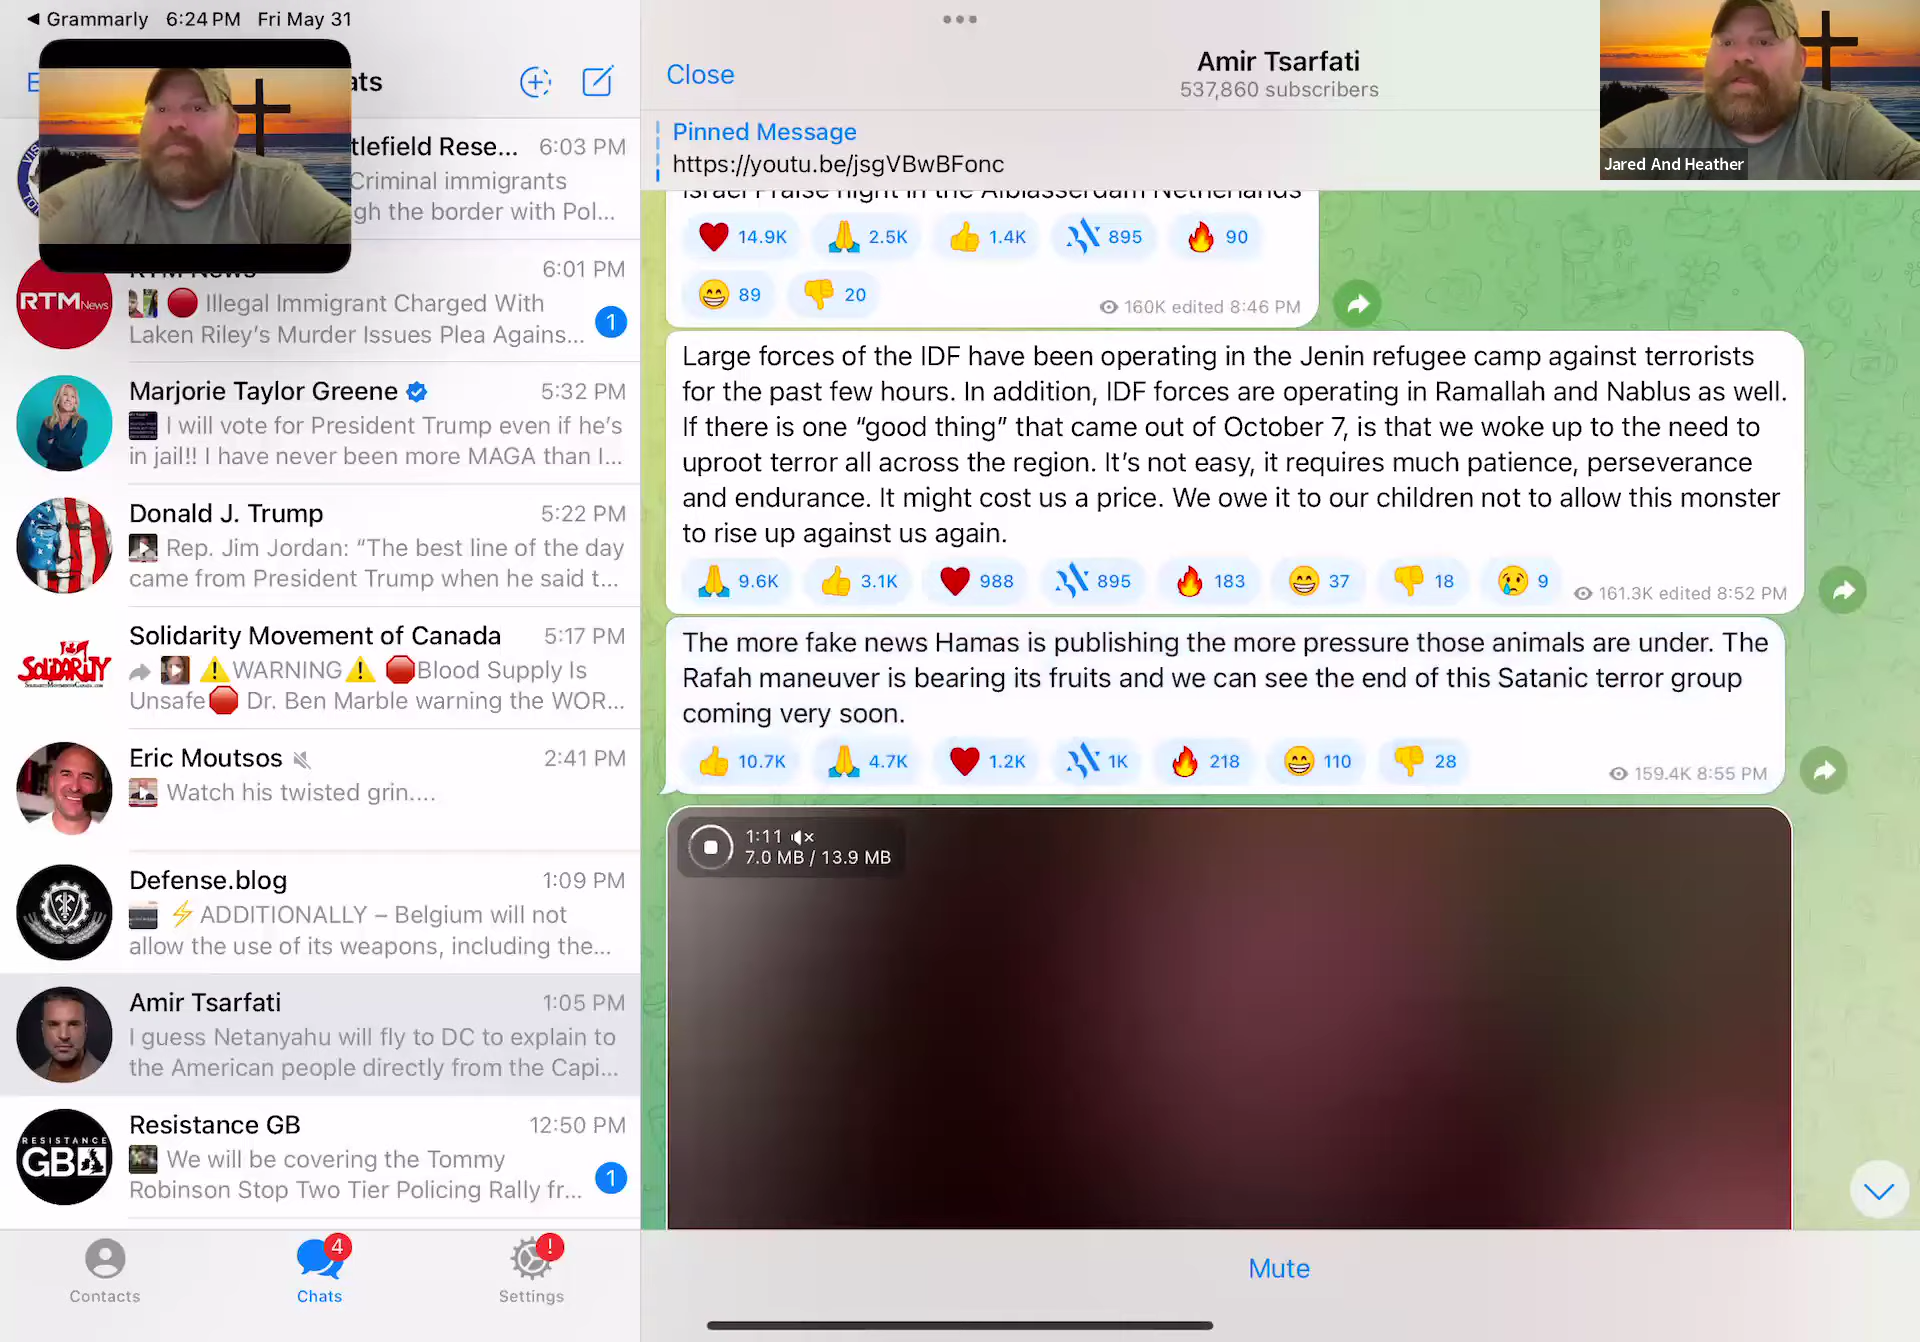 Grammarly 6:24 PM Fri May 31
ats
tlefield Rese... 6:03 PM
Criminal immigrants
gh the border with Pol...
RTM News 6:01 PM
RTM News
Illegal Immigrant Charged With
Laken Riley’s Murder Issues Plea Agains... 1
Marjorie Taylor Greene 5:32 PM
I will vote for President Trump even if he’s
in jail!! I have never been more MAGA than I...
Donald J. Trump 5:22 PM
Rep. Jim Jordan: “The best line of the day
came from President Trump when he said t...
Solidarity Movement of Canada 5:17 PM
SOLIDARITY
WARNING Blood Supply Is
Unsafe Dr. Ben Marble warning the WOR...
Eric Moutsos 2:41 PM
Watch his twisted grin....
Defense.blog 1:09 PM
ADDITIONALLY – Belgium will not
allow the use of its weapons, including the...
Amir Tsarfati 1:05 PM
I guess Netanyahu will fly to DC to explain to
the American people directly from the Capi...
Resistance GB 12:50 PM
RESISTANCE
GB
We will be covering the Tommy
Robinson Stop Two Tier Policing Rally fr... 1
Contacts
4
Chats
!
Settings
Close
Amir Tsarfati
537,860 subscribers
Jared And Heather
Pinned Message
https://youtu.be/jsgVBwBFonc
Israel Praise night in the Alblasserdam Netherlands
14.9K 2.5K 1.4K 895 90
89 20 160K edited 8:46 PM
Large forces of the IDF have been operating in the Jenin refugee camp against terrorists
for the past few hours. In addition, IDF forces are operating in Ramallah and Nablus as well.
If there is one “good thing” that came out of October 7, is that we woke up to the need to
uproot terror all across the region. It’s not easy, it requires much patience, perseverance
and endurance. It might cost us a price. We owe it to our children not to allow this monster
to rise up against us again.
9.6K 3.1K 988 895 183 37 18 9 161.3K edited 8:52 PM
The more fake news Hamas is publishing the more pressure those animals are under. The
Rafah maneuver is bearing its fruits and we can see the end of this Satanic terror group
coming very soon.
10.7K 4.7K 1.2K 1K 218 110 28 159.4K 8:55 PM
1:11
7.0 MB / 13.9 MB
Mute